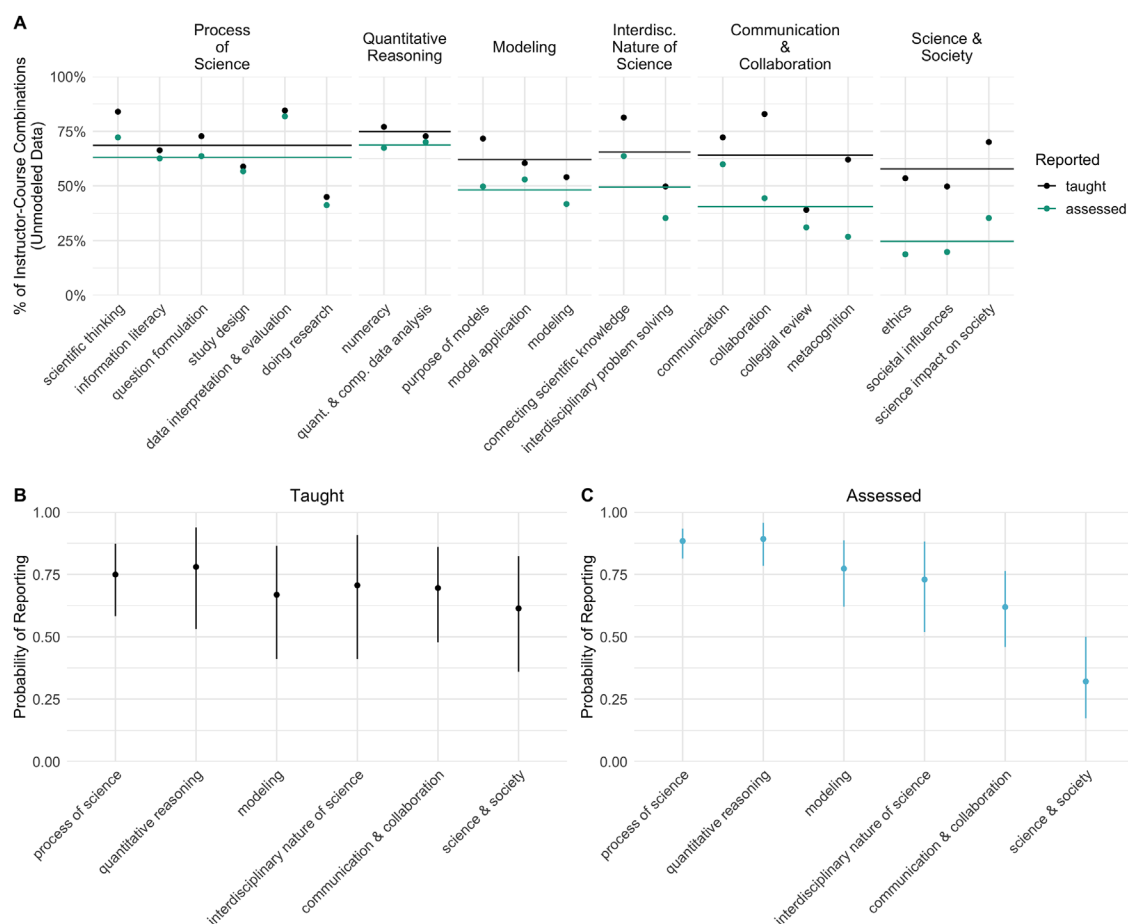 A
Process
of
Science
Quantitative
Reasoning
Modeling
Interdisc.
Nature of
Science
Communication
&
Collaboration
Science &
Society
% of Instructor-Course Combinations
(Unmodeled Data)
100%
75%
50%
25%
0%
scientific thinking
information literacy
question formulation
study design
data interpretation & evaluation
doing research
numeracy
quant. & comp. data analysis
purpose of models
model application
modeling
connecting scientific knowledge
interdisciplinary problem solving
communication
collaboration
collegial review
metacognition
ethics
societal influences
science impact on society
Reported
taught
assessed
B
Taught
Probability of Reporting
1.00
0.75
0.50
0.25
0.00
process of science
quantitative reasoning
modeling
interdisciplinary nature of science
communication & collaboration
science & society
C
Assessed
Probability of Reporting
1.00
0.75
0.50
0.25
0.00
process of science
quantitative reasoning
modeling
interdisciplinary nature of science
communication & collaboration
science & society